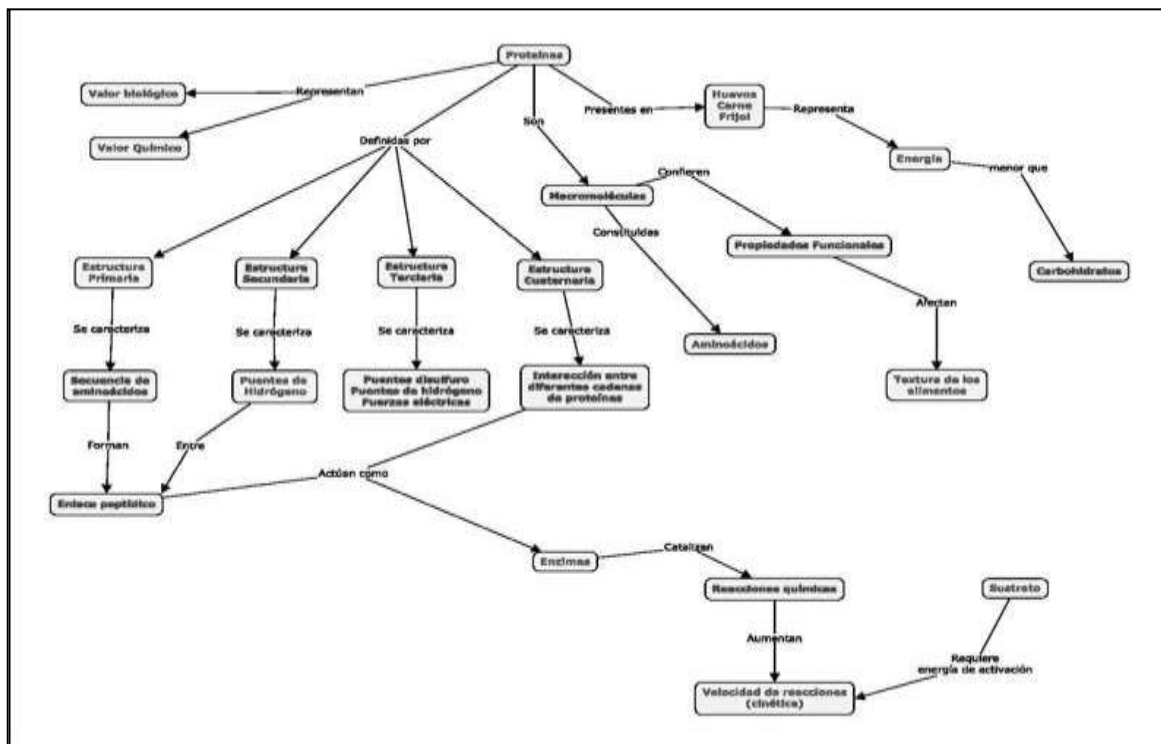 Proteínas
Representan
Valor biológico
Valor Químico
Definidas por
Son
Presentes en
Huevos
Carne
Frijol
Representa
Energía
menor que
Carbohidratos
Macromoléculas
Confieren
Propiedades Funcionales
Constituidas
Afectan
Aminoácidos
Textura de los
alimentos
Estructura
Primaria
Estructura
Secundaria
Estructura
Terciaria
Estructura
Cuaternaria
Se caracteriza
Se caracteriza
Se caracteriza
Se caracteriza
Secuencia de
aminoácidos
Puentes de
Hidrógeno
Puentes disulfuro
Puentes de hidrógeno
Fuerzas eléctricas
Interacción entre
diferentes cadenas
de proteínas
Forman
Entre
Actúan como
Enlace peptídico
Enzimas
Catalizan
Reacciones químicas
Sustrato
Aumentan
Requiere
energía de activación
Velocidad de reacciones
(cinética)